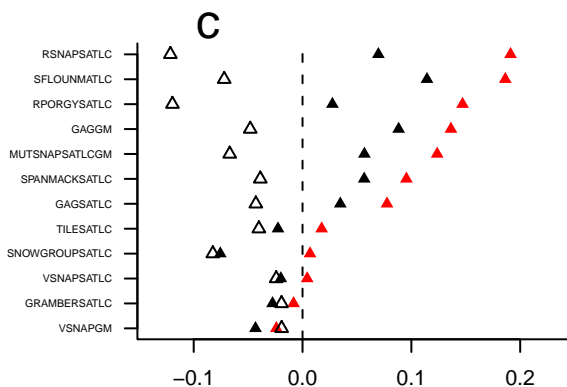 C
RSNAPSATLC
SFLOUNMATLC
RPORGYSATLC
GAGGM
MUTSNAPSATLCGM
SPANMACKSATLC
GAGSATLC
TILESATLC
SNOWGROUPSATLC
VSNAPSATLC
GRAMBERSATLC
VSNAPGM
−0.1 0.0 0.1 0.2